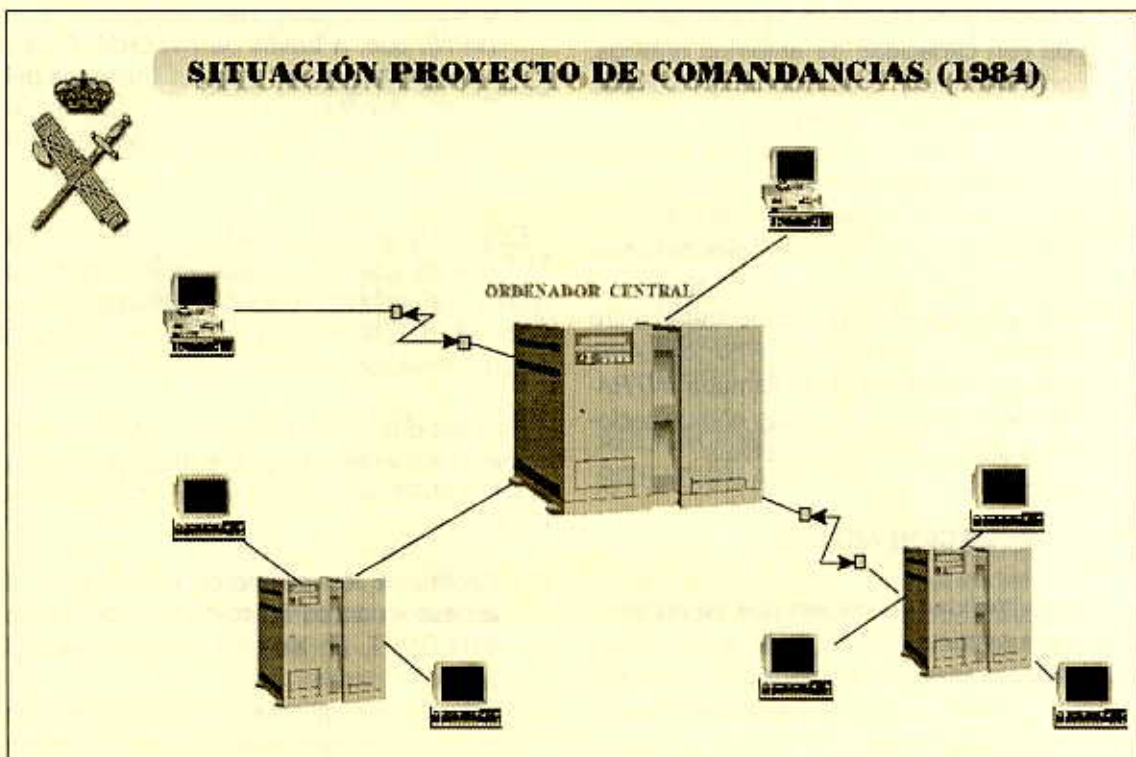 SITUACIÓN PROYECTO DE COMANDANCIAS (1984)
ORDENADOR CENTRAL